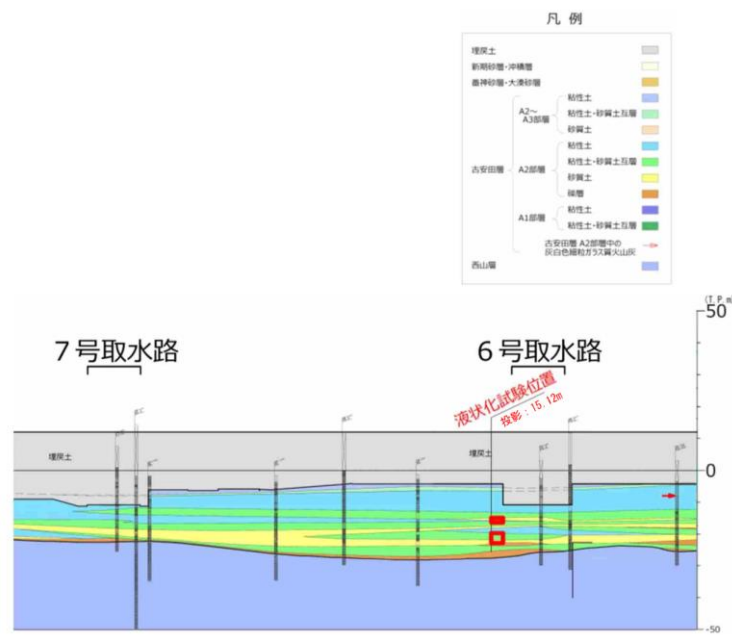 凡 例
埋戻土
新期砂層・沖積層
番神砂層・大湊砂層
古安田層
A2～
A3部層
粘性土
粘性土・砂質土互層
砂質土
A2部層
粘性土
粘性土・砂質土互層
砂質土
礫層
A1部層
粘性土
粘性土・砂質土互層
古安田層 A2部層中の
灰白色細粒ガラス質火山灰
西山層
(T.P.m)
50
7号取水路
6号取水路
液状化試験位置
投影：15.12m
埋戻土
埋戻土
0
-50